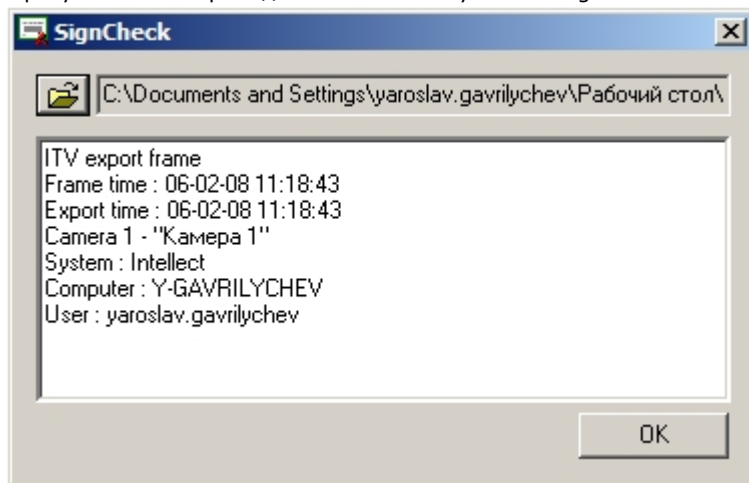 SignCheck
C:\Documents and Settings\yaroslav.gavrilychev\Рабочий стол\
ITV export frame
Frame time : 06-02-08 11:18:43
Export time : 06-02-08 11:18:43
Camera 1 - "Камера 1"
System : Intellect
Computer : Y-GAVRILYCHEV
User : yaroslav.gavrilychev
OK